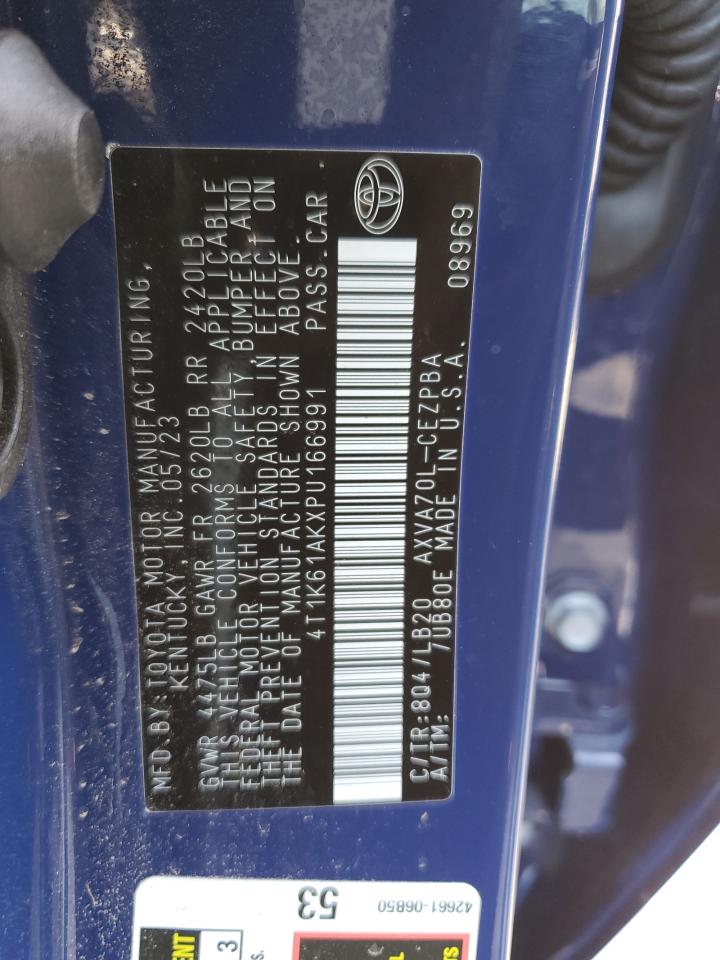 MFD.BY:TOYOTA MOTOR MANUFACTURING,
KENTUCKY,INC.05/23
GVWR 4475LB GAWR FR 2620LB RR 2420LB
THIS VEHICLE CONFORMS TO ALL APPLICABLE
FEDERAL MOTOR VEHICLE SAFETY,BUMPER AND
THEFT PREVENTION STANDARDS IN EFFECT ON
THE DATE OF MANUFACTURE SHOWN ABOVE.
4T1K61AKXPU166991 PASS.CAR
C/TR:8Q4/LB20 AXVA70L-CEZPBA 08969
A/TM: 7UB80E MADE IN U.S.A.
53
42661-06B50
3